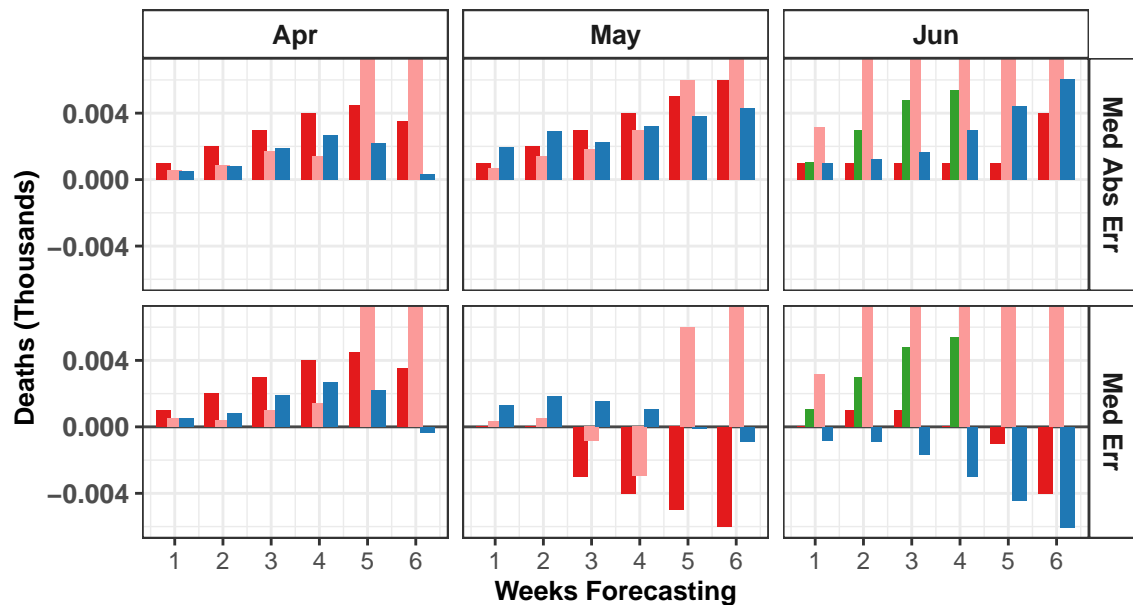 Apr May Jun
Deaths (Thousands)
0.004
0.000
−0.004
Med Abs Err
0.004
0.000
−0.004
Med Err
1 2 3 4 5 6 1 2 3 4 5 6 1 2 3 4 5 6
Weeks Forecasting